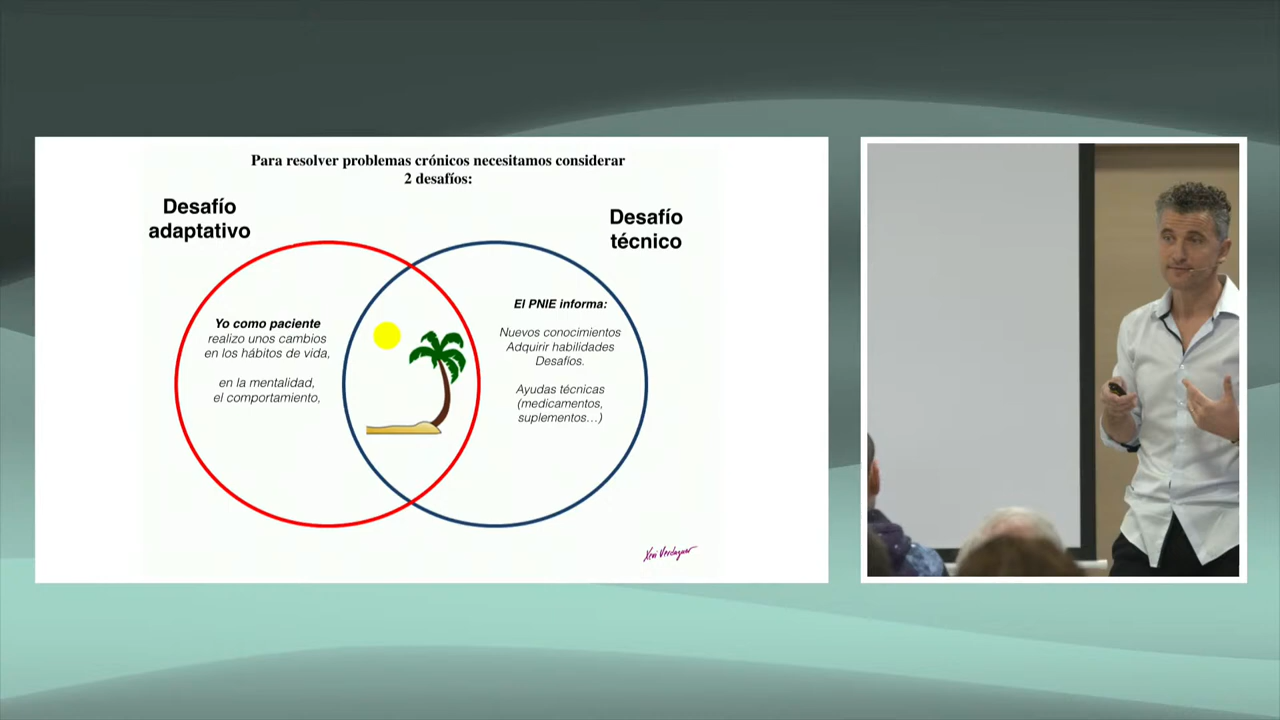 Para resolver problemas crónicos necesitamos considerar
2 desafíos:
Desafío
adaptativo
Desafío
técnico
Yo como paciente
realizo unos cambios
en los hábitos de vida,
en la mentalidad,
el comportamiento,
El PNIE informa:
Nuevos conocimientos
Adquirir habilidades
Desafíos.
Ayudas técnicas
(medicamentos,
suplementos…)
Xevi Verdaguer